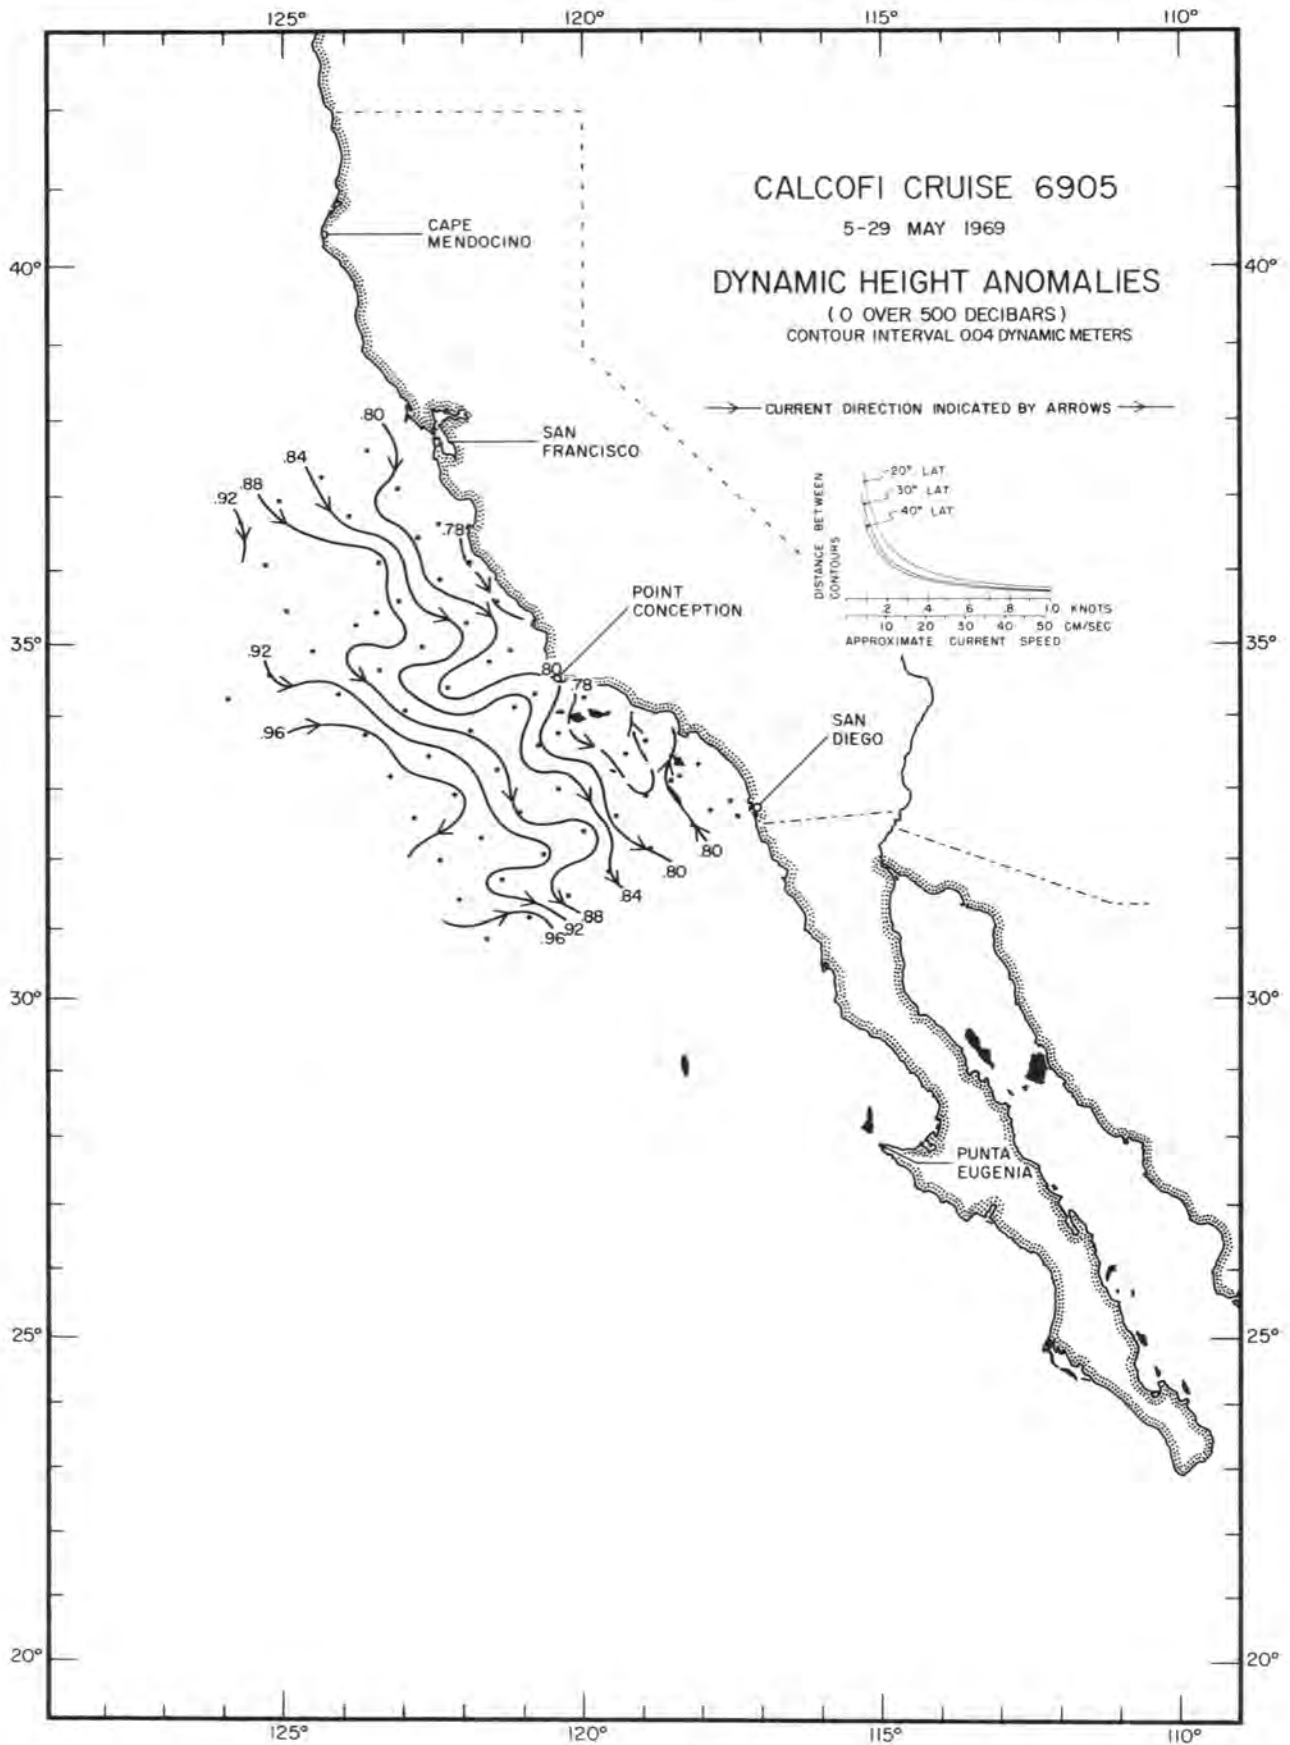 125° 120° 115° 110°
CALCOFI CRUISE 6905
5-29 MAY 1969
CAPE
MENDOCINO
40° 40°
DYNAMIC HEIGHT ANOMALIES
(0 OVER 500 DECIBARS)
CONTOUR INTERVAL 0.04 DYNAMIC METERS
CURRENT DIRECTION INDICATED BY ARROWS
.80
SAN
FRANCISCO
.84
.88
.92
.78
20° LAT.
30° LAT.
40° LAT.
DISTANCE BETWEEN
CONTOURS
.2 .4 .6 .8 1.0 KNOTS
10 20 30 40 50 CM/SEC
APPROXIMATE CURRENT SPEED
POINT
CONCEPTION
35° 35°
.92
.80
.78
.96
SAN
DIEGO
.80
.80
.84
.88
.92
.96
30° 30°
PUNTA
EUGENIA
25° 25°
20° 20°
125° 120° 115° 110°